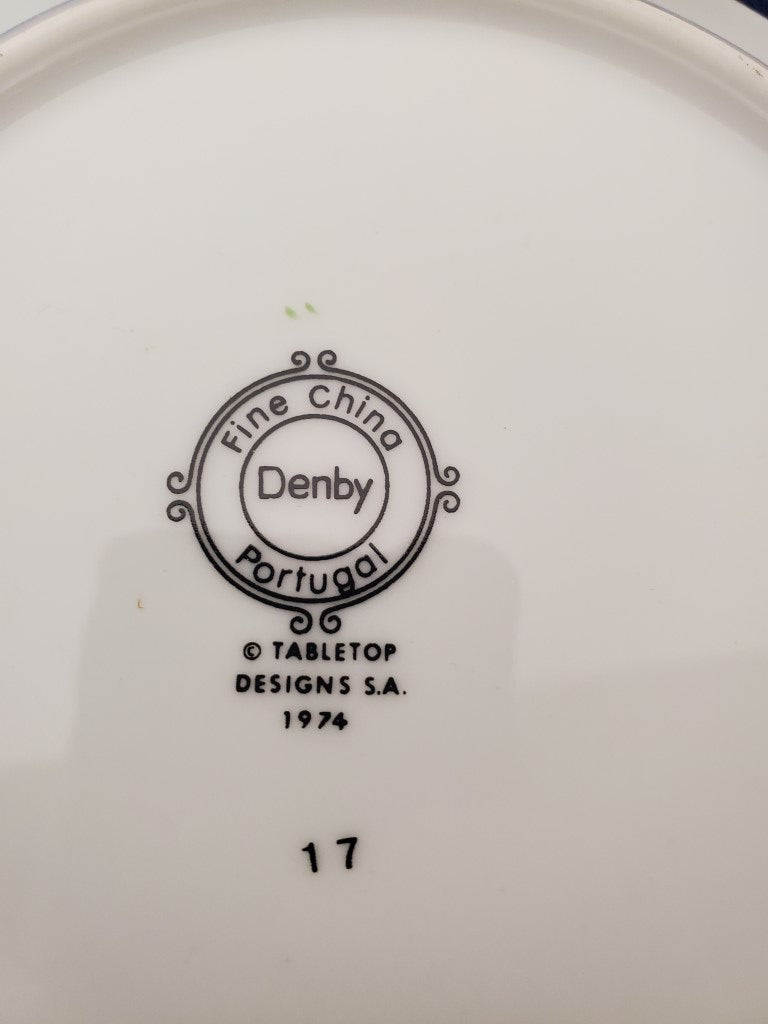 Fine China
Denby
Portugal
© TABLETOP
DESIGNS S.A.
1974
17